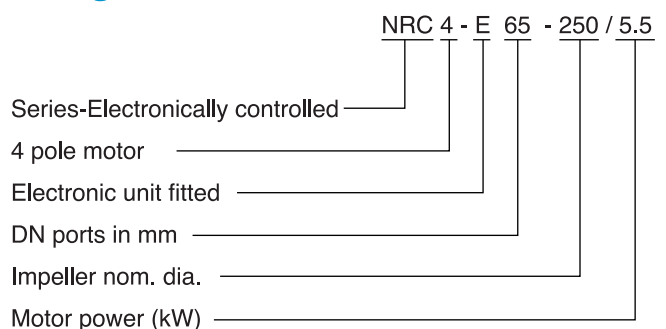 NRC 4 - E 65 - 250 / 5.5
Series-Electronically controlled
4 pole motor
Electronic unit fitted
DN ports in mm
Impeller nom. dia.
Motor power (kW)